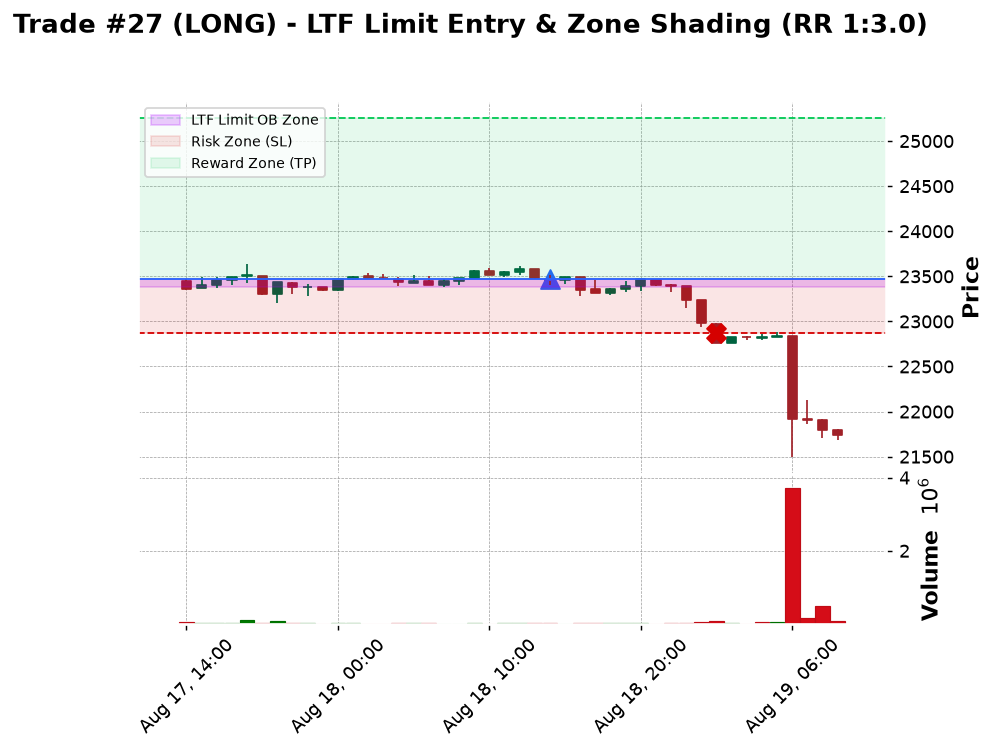 Trade #27 (LONG) - LTF Limit Entry & Zone Shading (RR 1:3.0)
LTF Limit OB Zone
Risk Zone (SL)
Reward Zone (TP)
25000
24500
24000
23500
23000
22500
22000
21500
Price
4
2
Volume 10⁶
Aug 17, 14:00
Aug 18, 00:00
Aug 18, 10:00
Aug 18, 20:00
Aug 19, 06:00